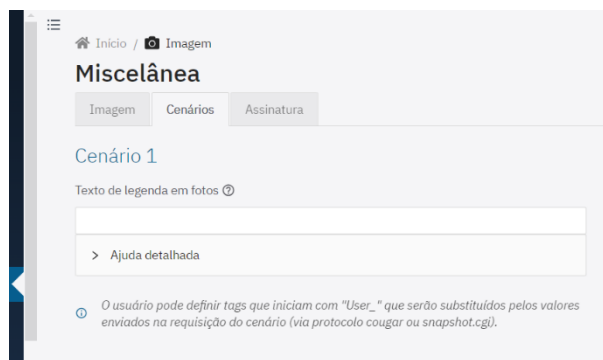 Início / Imagem
Miscelânea
Imagem Cenários Assinatura
Cenário 1
Texto de legenda em fotos
Ajuda detalhada
O usuário pode definir tags que iniciam com "User_" que serão substituídos pelos valores
enviados na requisição do cenário (via protocolo cougar ou snapshot.cgi).